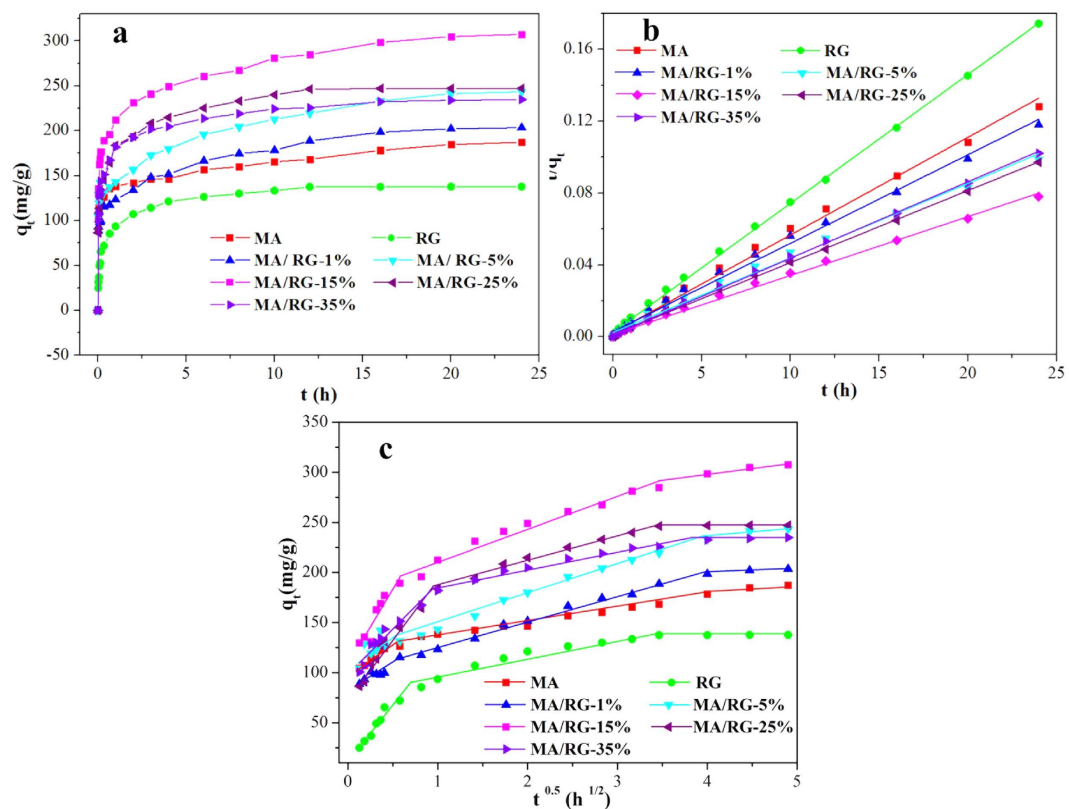 a
q_t(mg/g)
300
250
200
150
100
50
0
-50
MA RG
MA/ RG-1% MA/ RG-5%
MA/RG-15% MA/RG-25%
MA/RG-35%
0 5 10 15 20 25
t (h)
b
t/q_t
0.16
0.12
0.08
0.04
0.00
MA RG
MA/RG-1% MA/RG-5%
MA/RG-15% MA/RG-25%
MA/RG-35%
0 5 10 15 20 25
t (h)
c
q_t(mg/g)
350
300
250
200
150
100
50
MA RG
MA/RG-1% MA/RG-5%
MA/RG-15% MA/RG-25%
MA/RG-35%
0 1 2 3 4 5
t^0.5 (h^1/2)